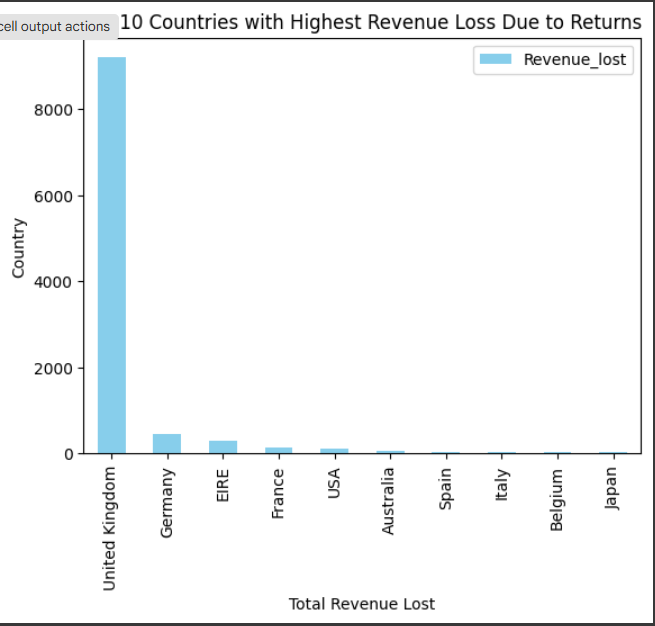 cell output actions
10 Countries with Highest Revenue Loss Due to Returns
Revenue_lost
Country
8000
6000
4000
2000
0
United Kingdom
Germany
EIRE
France
USA
Australia
Spain
Italy
Belgium
Japan
Total Revenue Lost